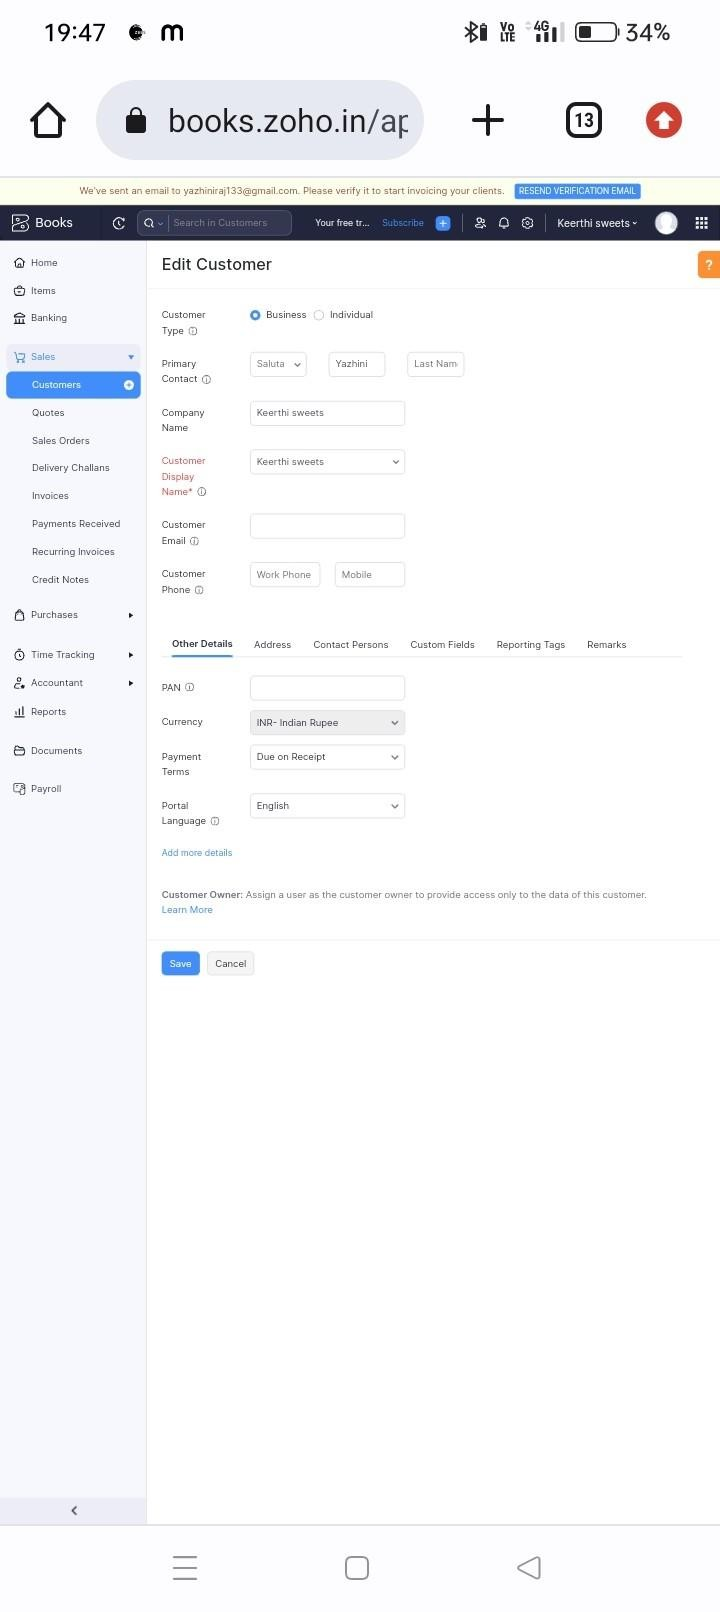 19:47 m Vo LTE 4G 34%
books.zoho.in/ap 13
We've sent an email to yazhiniraj133@gmail.com. Please verify it to start invoicing your clients. RESEND VERIFICATION EMAIL
Books Search in Customers Your free tr... Subscribe Keerthi sweets
Home
Items
Banking
Sales
Customers
Quotes
Sales Orders
Delivery Challans
Invoices
Payments Received
Recurring Invoices
Credit Notes
Purchases
Time Tracking
Accountant
Reports
Documents
Payroll
Edit Customer ?
Customer Type Business Individual
Primary Contact Saluta Yazhini Last Nam
Company Name Keerthi sweets
Customer Display Name* Keerthi sweets
Customer Email
Customer Phone Work Phone Mobile
Other Details Address Contact Persons Custom Fields Reporting Tags Remarks
PAN
Currency INR- Indian Rupee
Payment Terms Due on Receipt
Portal Language English
Add more details
Customer Owner: Assign a user as the customer owner to provide access only to the data of this customer.
Learn More
Save Cancel